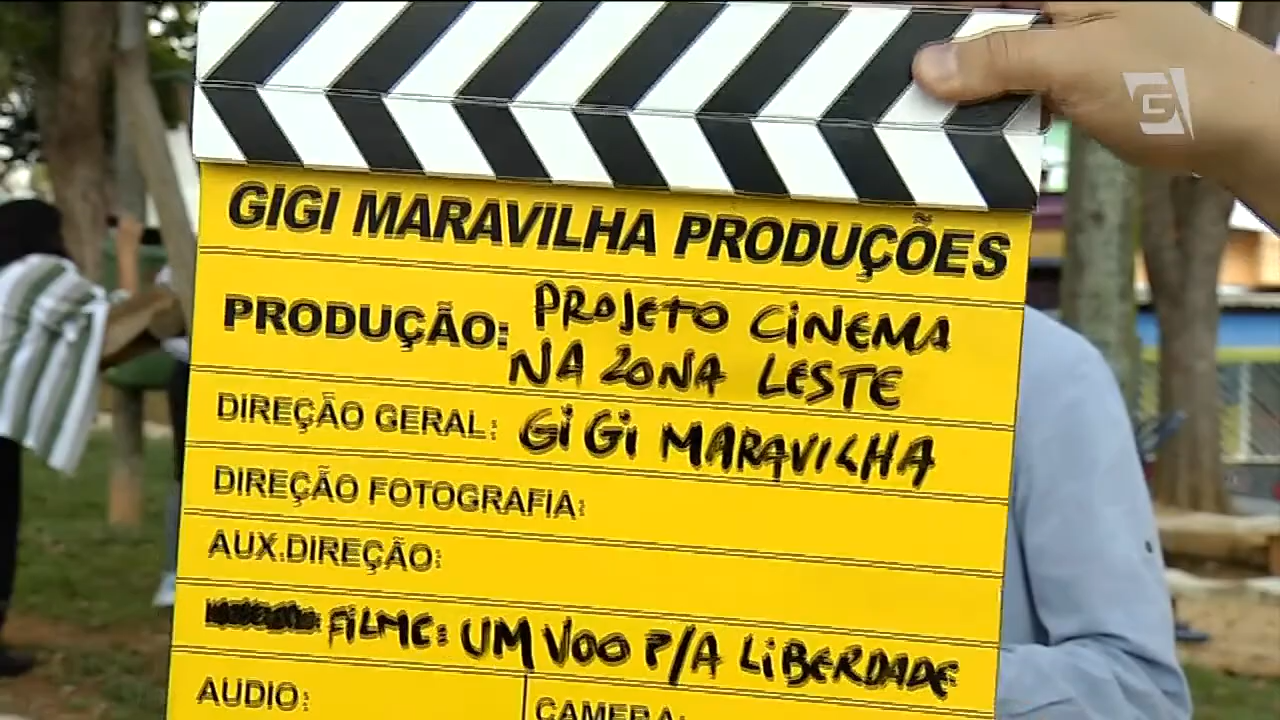 GIGI MARAVILHA PRODUÇÕES
PRODUÇÃO: PROJETO CINEMA
NA ZONA LESTE
DIREÇÃO GERAL: GIGI MARAVILHA
DIREÇÃO FOTOGRAFIA:
AUX.DIREÇÃO:
FILME: UM VOO P/A LIBERDADE
AUDIO: CAMERA:
G